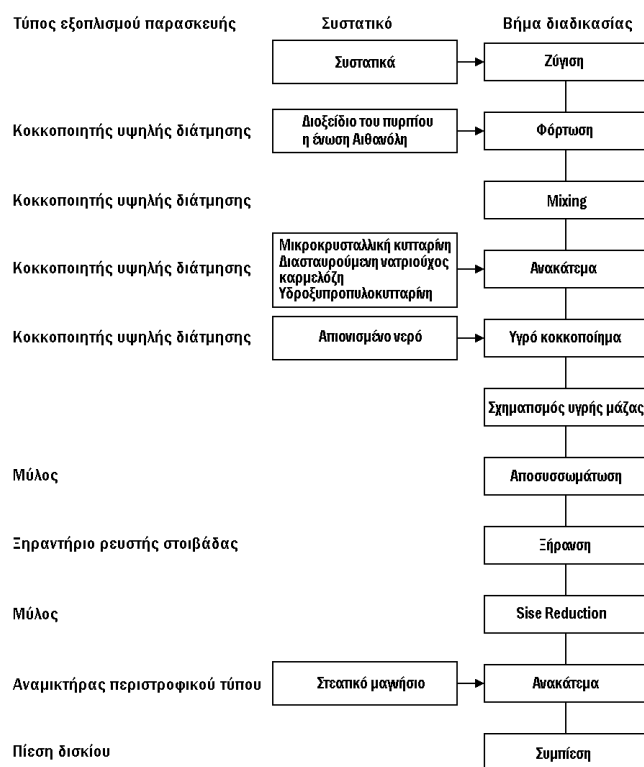 Τύπος εξοπλισμού παρασκευής Συστατικό Βήμα διαδικασίας
Συστατικά Ζύγιση
Κοκκοποιητής υψηλής διάτμησης
Διοξείδιο του πυρπίου
η ένωση Αιθανόλη
Φόρτωση
Κοκκοποιητής υψηλής διάτμησης Mixing
Κοκκοποιητής υψηλής διάτμησης
Μικροκρυσταλλική κυτταρίνη
Διασταυρούμενη νατριούχος
καρμελόζη
Υδροξυπροπυλοκυτταρίνη
Ανακάτεμα
Κοκκοποιητής υψηλής διάτμησης Απιονισμένο νερό Υγρό κοκκοποίημα
Σχηματισμός υγρής μάζας
Μύλος Αποσυσσωμάτωση
Ξηραντήριο ρευστής στοιβάδας Ξήρανση
Μύλος Sise Reduction
Αναμικτήρας περιστροφικού τύπου Στεατικό μαγνήσιο Ανακάτεμα
Πίεση δισκίου Συμπίεση